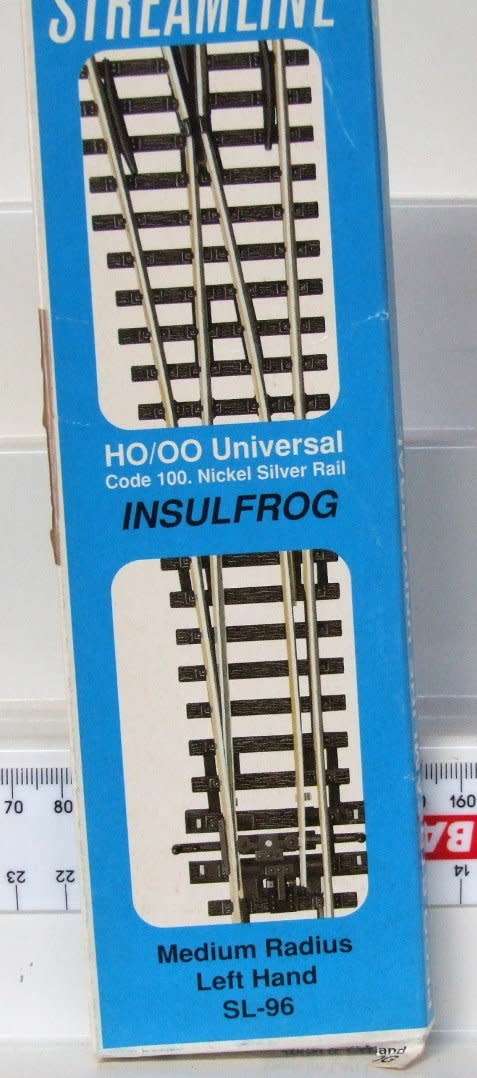 STREAMLINE
HO/OO Universal
Code 100. Nickel Silver Rail
INSULFROG
70 80 160
BA
23 22 14
Medium Radius
Left Hand
SL-96